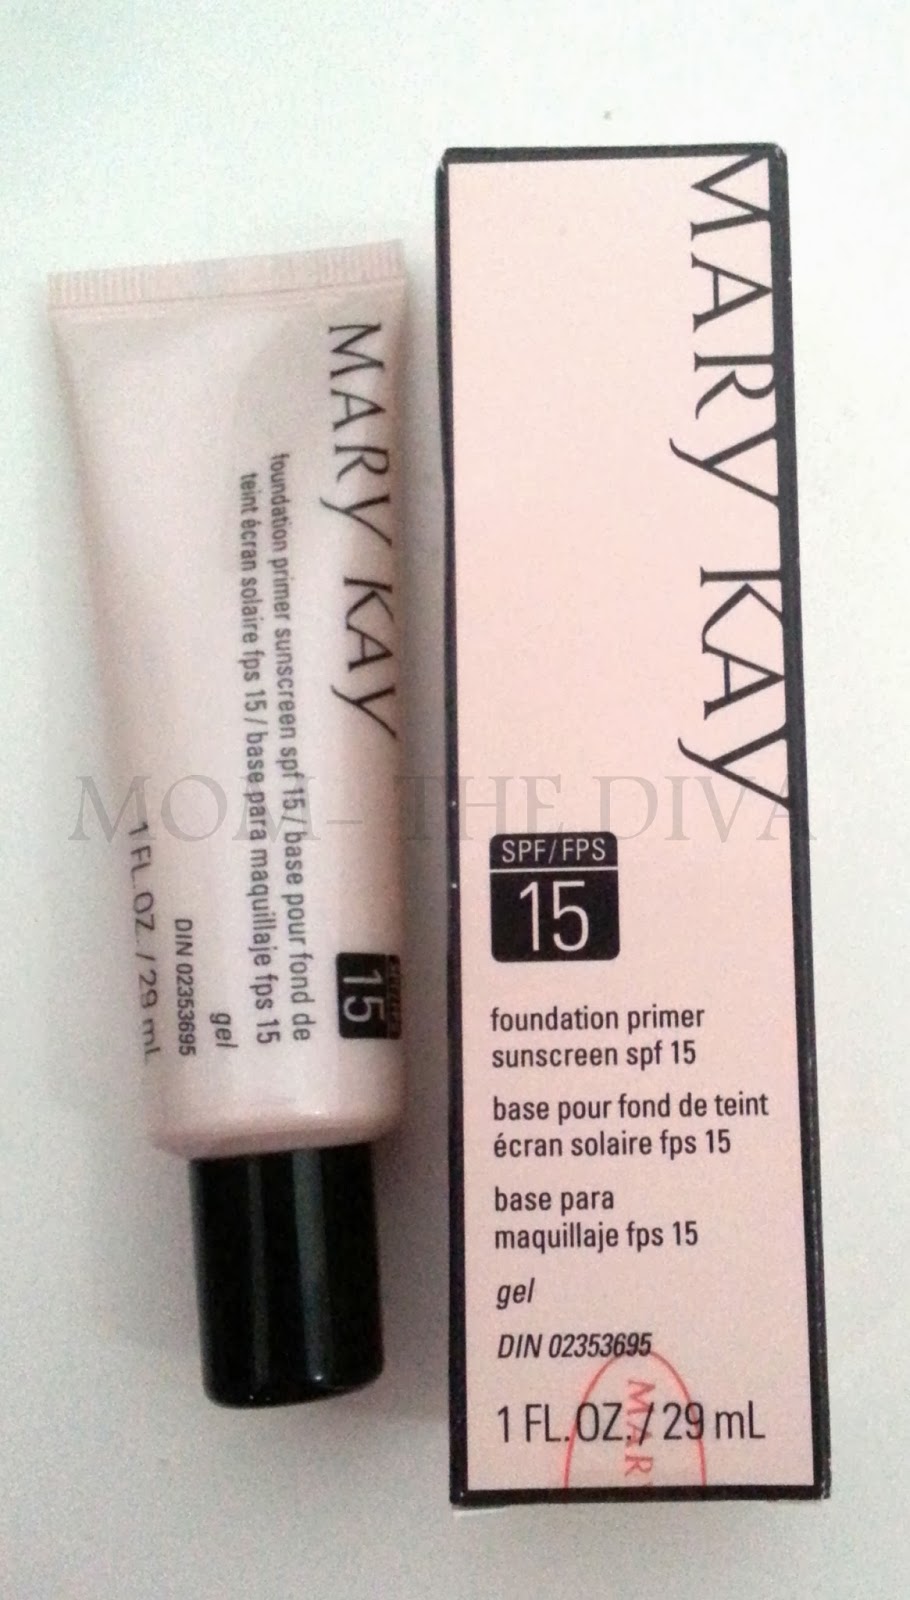 MARY KAY
foundation primer sunscreen spf 15 / base pour fond de
teint écran solaire fps 15 / base para maquillaje fps 15
gel
DIN 02353695
1 FL.OZ. / 29 mL
15
MARY KAY
SPF/FPS
15
foundation primer
sunscreen spf 15
base pour fond de teint
écran solaire fps 15
base para
maquillaje fps 15
gel
DIN 02353695
1 FL.OZ. / 29 mL
MAR
MOM - THE DIVA